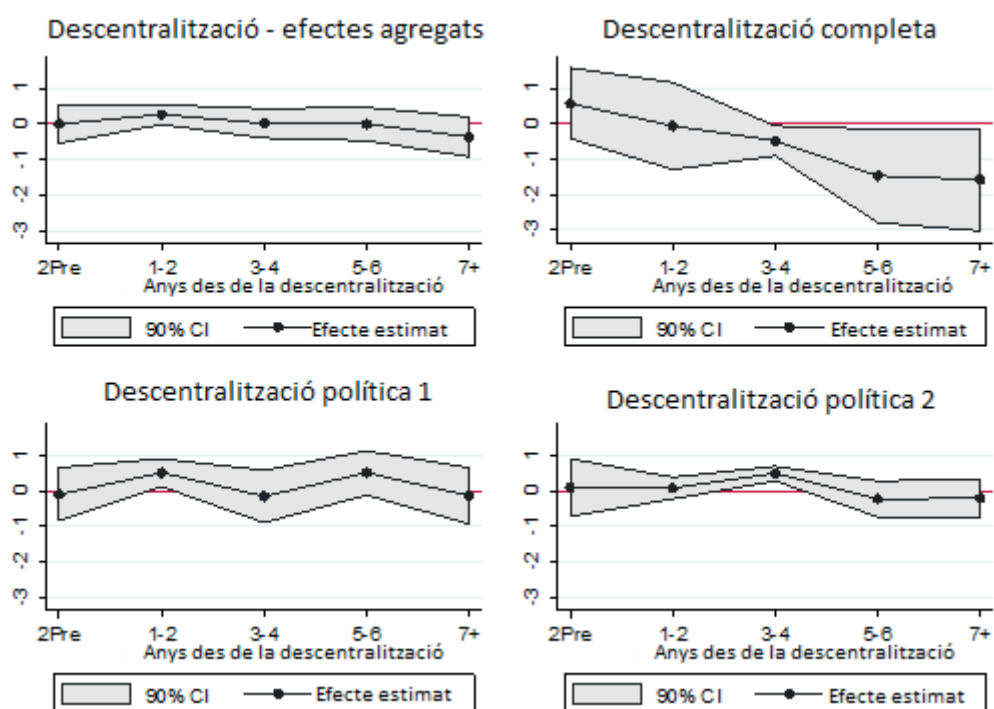 Descentralització - efectes agregats
1
0
-1
-2
-3
2Pre 1-2 3-4 5-6 7+
Anys des de la descentralització
90% CI Efecte estimat
Descentralització completa
1
0
-1
-2
-3
2Pre 1-2 3-4 5-6 7+
Anys des de la descentralització
90% CI Efecte estimat
Descentralització política 1
1
0
-1
-2
-3
2Pre 1-2 3-4 5-6 7+
Anys des de la descentralització
90% CI Efecte estimat
Descentralització política 2
1
0
-1
-2
-3
2Pre 1-2 3-4 5-6 7+
Anys des de la descentralització
90% CI Efecte estimat